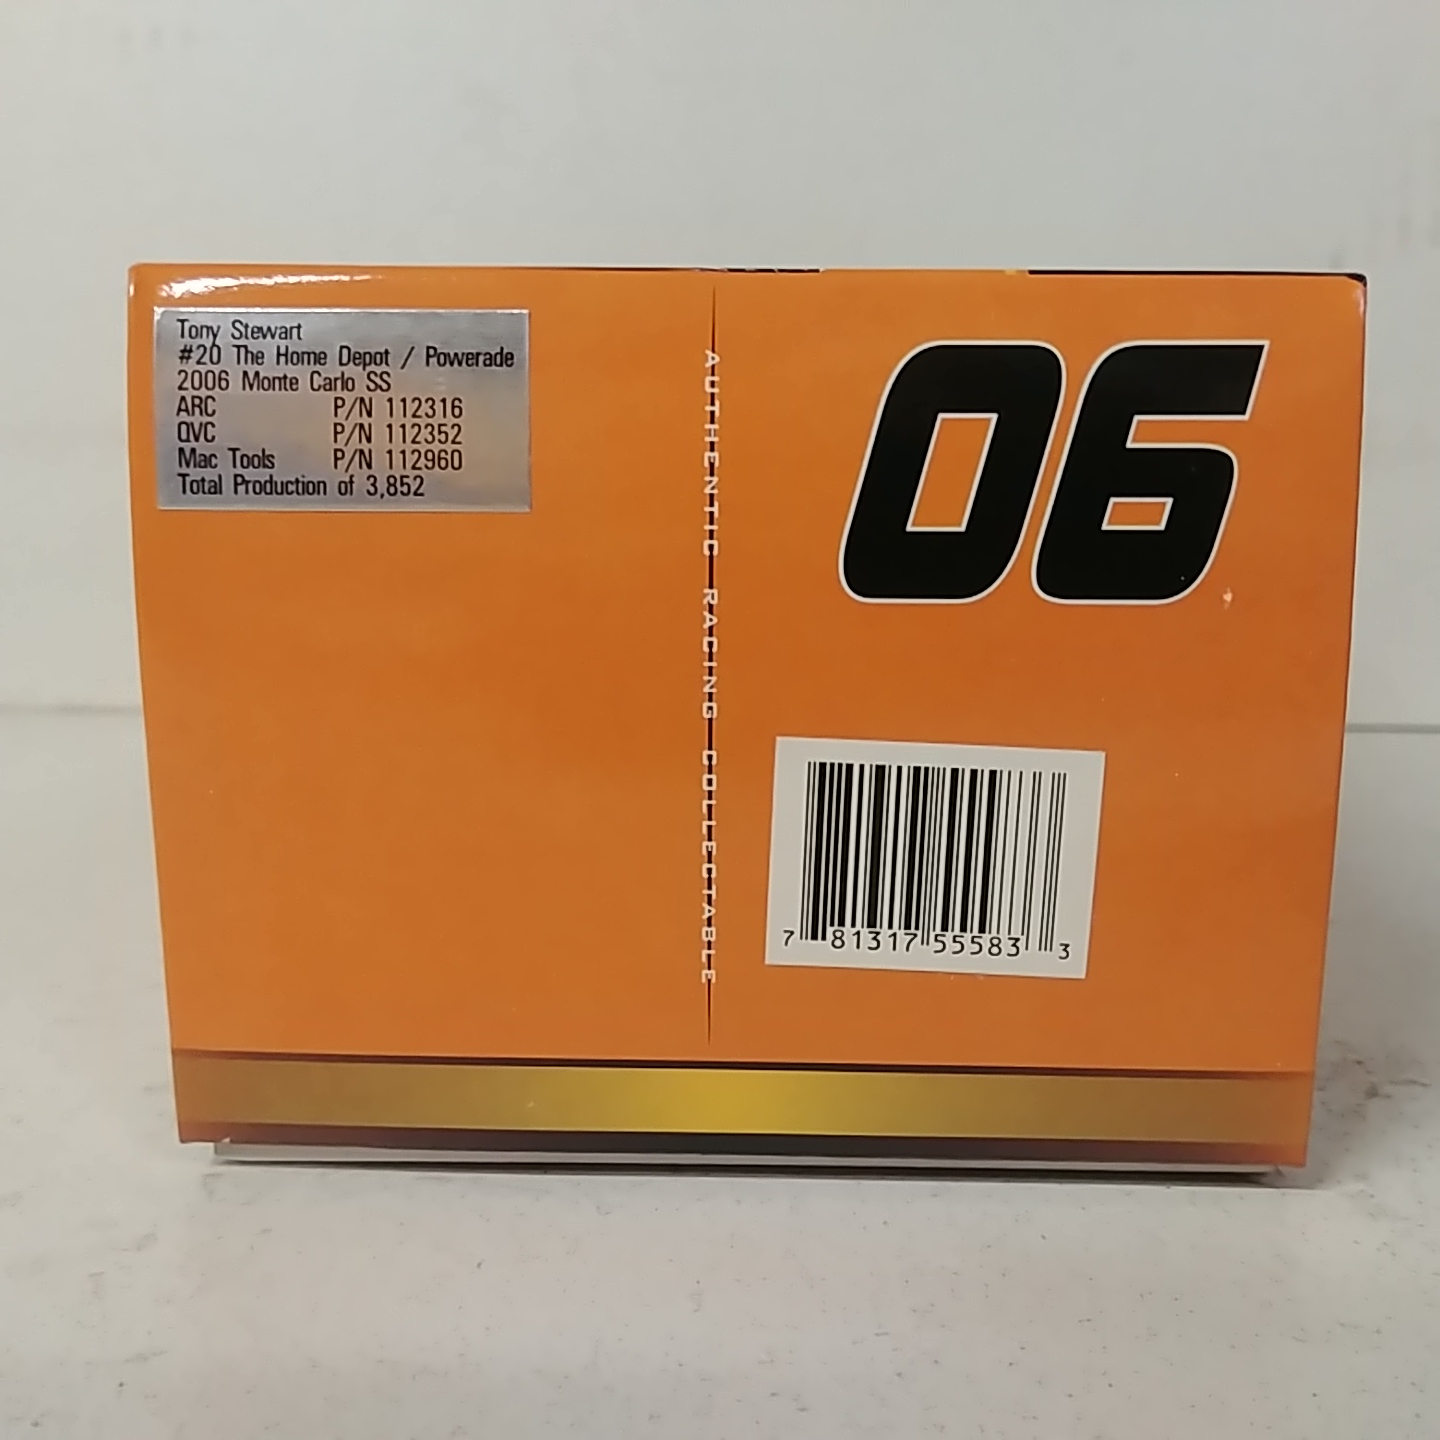 Tony Stewart
#20 The Home Depot / Powerade
2006 Monte Carlo SS
ARC P/N 112316
QVC P/N 112352
Mac Tools P/N 112960
Total Production of 3,852
AUTHENTIC RACING COLLECTABLE
06
7 81317 55583 3